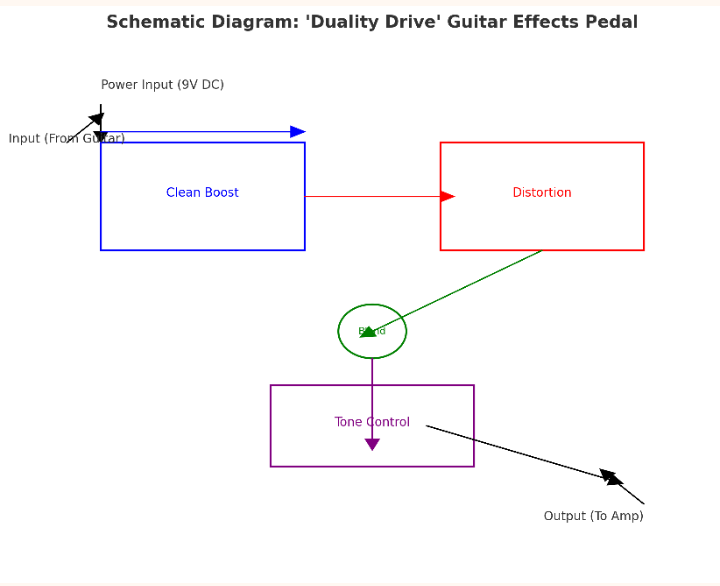 Schematic Diagram: 'Duality Drive' Guitar Effects Pedal
Power Input (9V DC)
Input (From Guitar)
Clean Boost
Distortion
Blend
Tone Control
Output (To Amp)